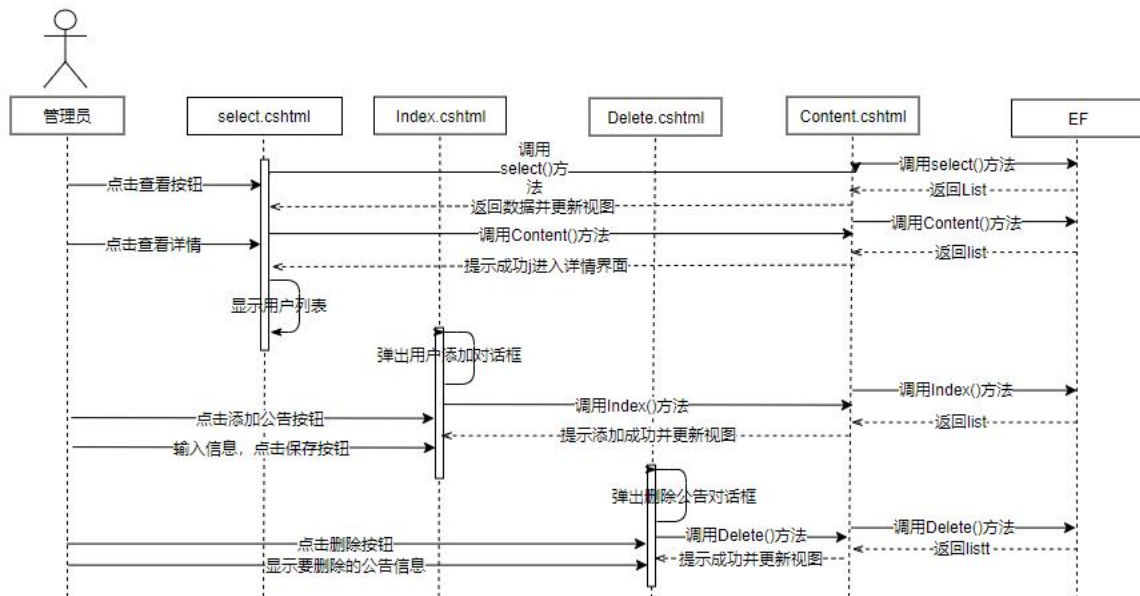 管理员
select.cshtml
Index.cshtml
Delete.cshtml
Content.cshtml
EF
调用
select()方
法
调用select()方法
点击查看按钮
返回List
返回数据并更新视图
调用Content()方法
调用Content()方法
点击查看详情
返回list
提示成功j进入详情界面
显示用户列表
弹出用户添加对话框
调用Index()方法
调用Index()方法
点击添加公告按钮
返回list
提示添加成功并更新视图
输入信息，点击保存按钮
弹出删除公告对话框
调用Delete()方法
调用Delete()方法
点击删除按钮
返回listt
提示成功并更新视图
显示要删除的公告信息